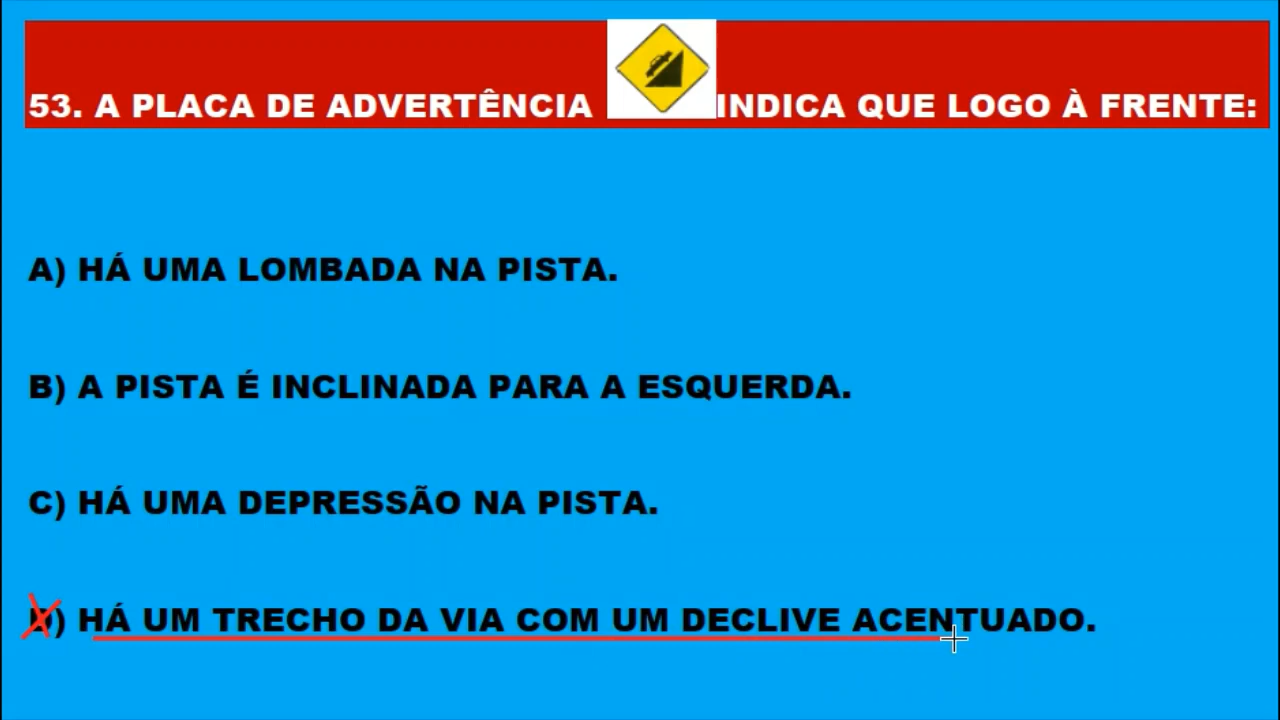 53. A PLACA DE ADVERTÊNCIA INDICA QUE LOGO À FRENTE:
A) HÁ UMA LOMBADA NA PISTA.
B) A PISTA É INCLINADA PARA A ESQUERDA.
C) HÁ UMA DEPRESSÃO NA PISTA.
D) HÁ UM TRECHO DA VIA COM UM DECLIVE ACENTUADO.